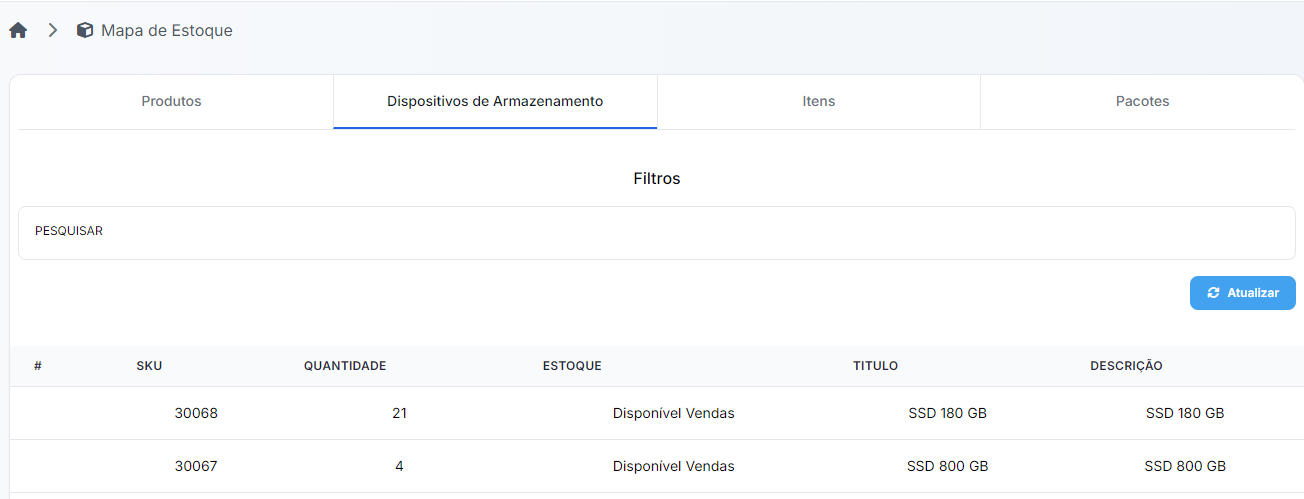 Mapa de Estoque
Produtos Dispositivos de Armazenamento Itens Pacotes
Filtros
PESQUISAR
Atualizar
# SKU QUANTIDADE ESTOQUE TITULO DESCRIÇÃO
30068 21 Disponível Vendas SSD 180 GB SSD 180 GB
30067 4 Disponível Vendas SSD 800 GB SSD 800 GB